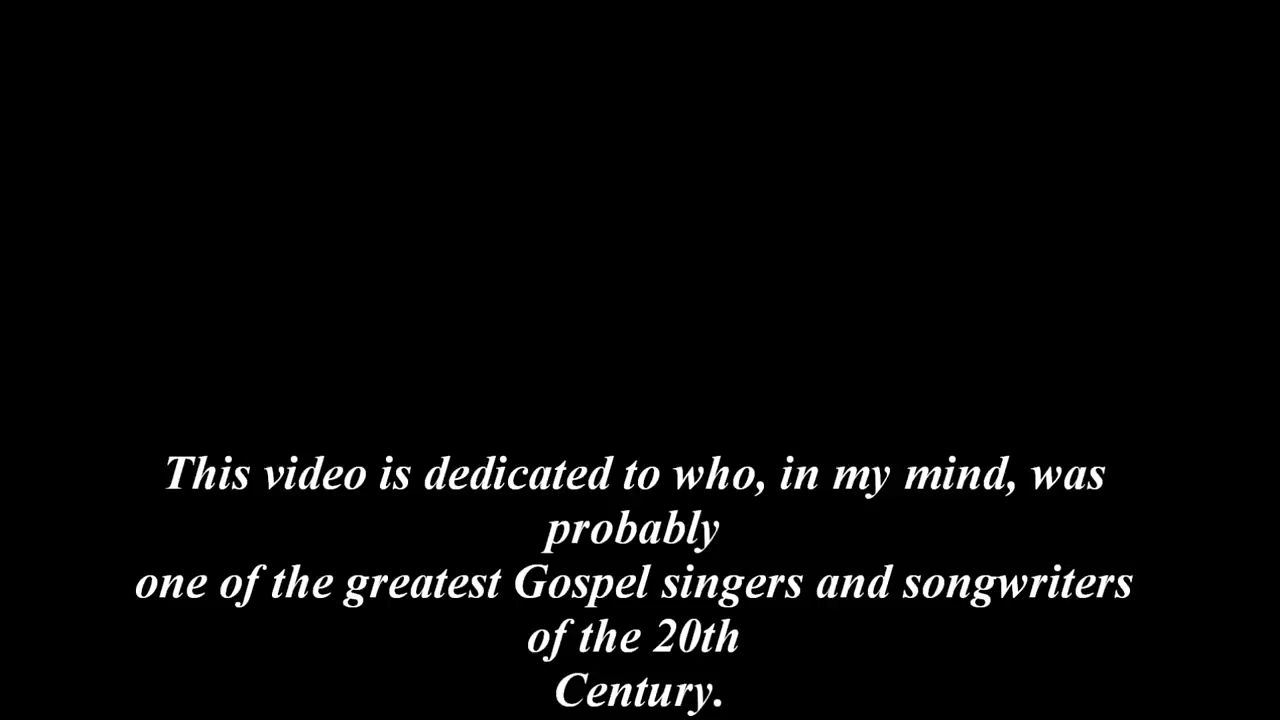 This video is dedicated to who, in my mind, was
probably
one of the greatest Gospel singers and songwriters
of the 20th
Century.